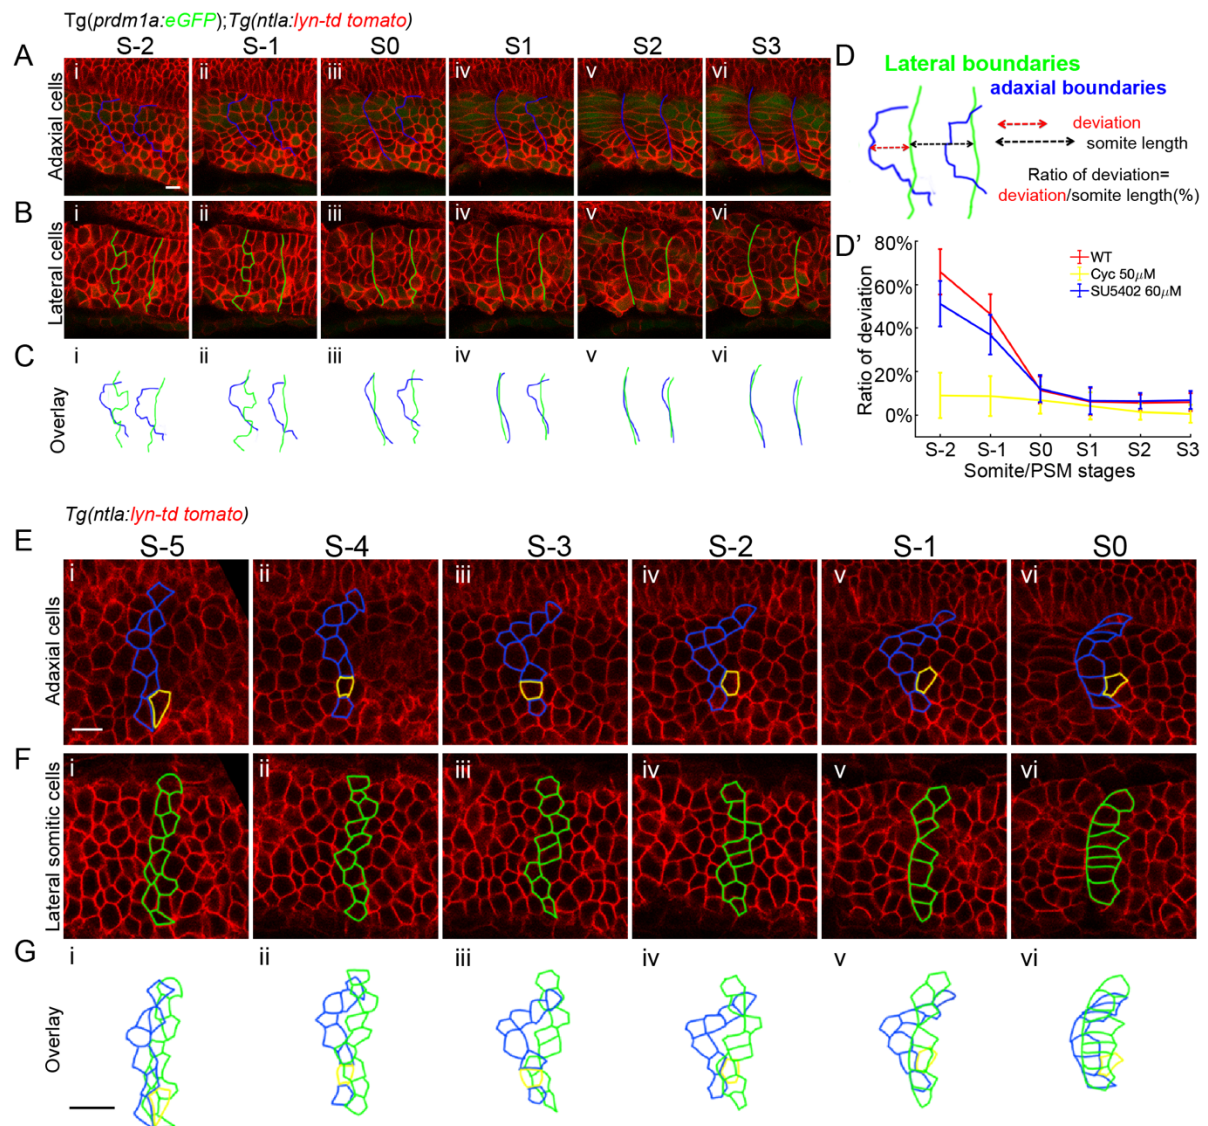 Tg(prdm1a:eGFP);Tg(ntla:lyn-td tomato)
S-2 S-1 S0 S1 S2 S3
A
Adaxial cells
i ii iii iv v vi
B
Lateral cells
i ii iii iv v vi
C
Overlay
i ii iii iv v vi
D
Lateral boundaries
adaxial boundaries
deviation
somite length
Ratio of deviation=
deviation/somite length(%)
D’
80%
60%
40%
20%
0%
Ratio of deviation
WT
Cyc 50μM
SU5402 60μM
S-2 S-1 S0 S1 S2 S3
Somite/PSM stages
Tg(ntla:lyn-td tomato)
S-5 S-4 S-3 S-2 S-1 S0
E
Adaxial cells
i ii iii iv v vi
F
Lateral somitic cells
i ii iii iv v vi
G
Overlay
i ii iii iv v vi